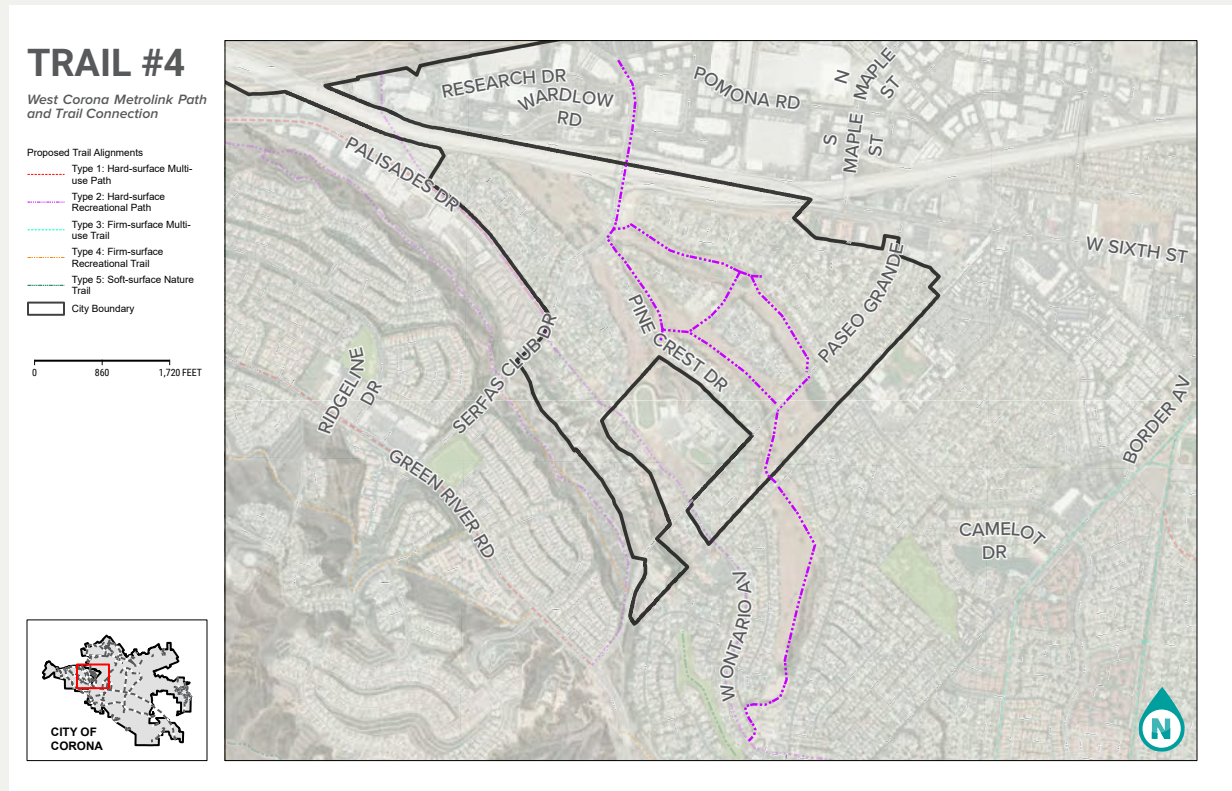 TRAIL #4
West Corona Metrolink Path
and Trail Connection
Proposed Trail Alignments
Type 1: Hard-surface Multi-
use Path
Type 2: Hard-surface
Recreational Path
Type 3: Firm-surface Multi-
use Trail
Type 4: Firm-surface
Recreational Trail
Type 5: Soft-surface Nature
Trail
City Boundary
0 860 1,720 FEET
CITY OF
CORONA
RESEARCH DR
WARDLOW
RD
POMONA RD
N
MAPLE
ST
S
MAPLE
ST
PALISADES DR
W SIXTH ST
PASEO GRANDE
PINE CREST DR
SERFAS CLUB DR
RIDGELINE
DR
GREEN RIVER RD
BORDER AV
CAMELOT
DR
W ONTARIO AV
N